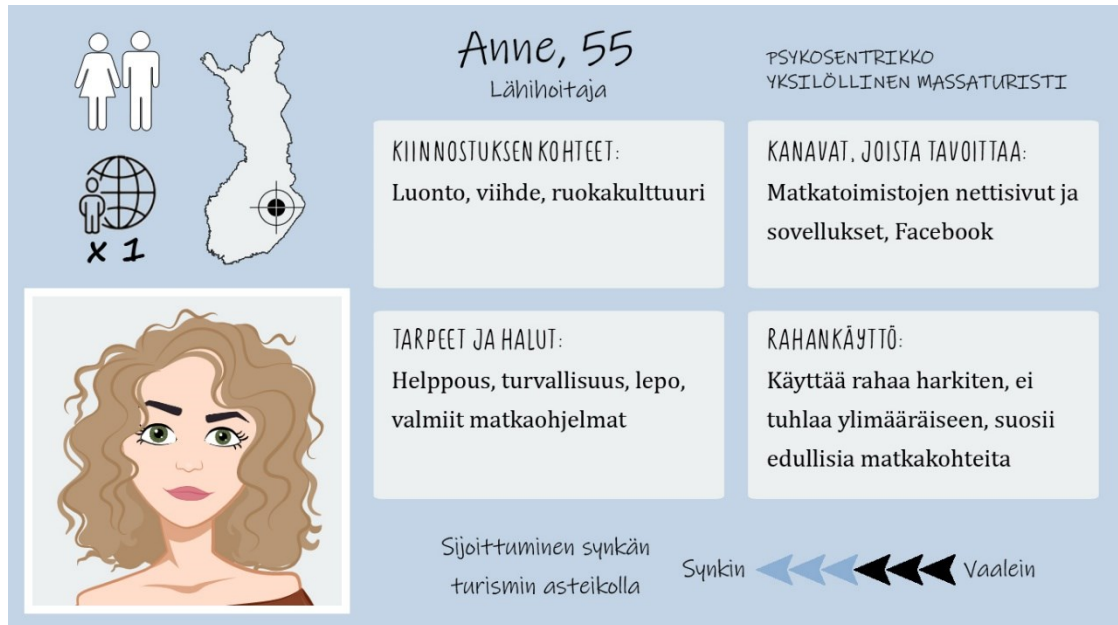 Anne, 55
Lähihoitaja
PSYKOSENTRIKKO
YKSILÖLLINEN MASSATURISTI
x 1
KIINNOSTUKSEN KOHTEET:
Luonto, viihde, ruokakulttuuri
KANAVAT, JOISTA TAVOITTAA:
Matkatoimistojen nettisivut ja
sovellukset, Facebook
TARPEET JA HALUT:
Helppous, turvallisuus, lepo,
valmiit matkaohjelmat
RAHANKÄYTTÖ:
Käyttää rahaa harkiten, ei
tuhlaa ylimääräiseen, suosii
edullisia matkakohteita
Sijoittuminen synkän
turismin asteikolla
Synkin
Vaalein